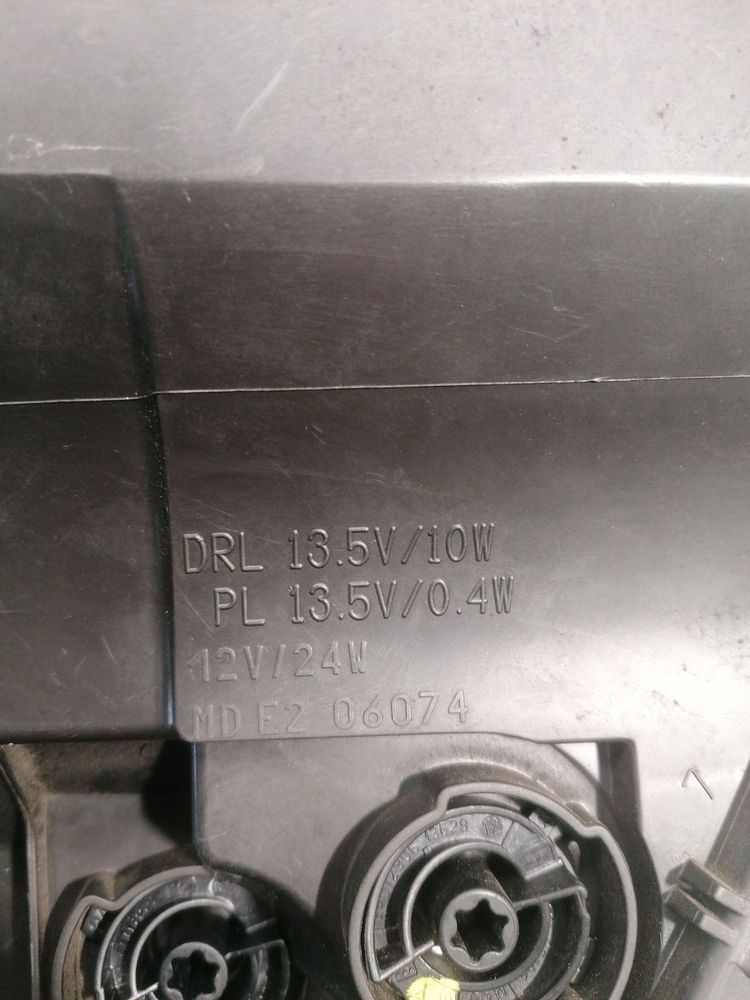 DRL 13.5V/10W
PL 13.5V/0.4W
12V/24W
MD E2 06074